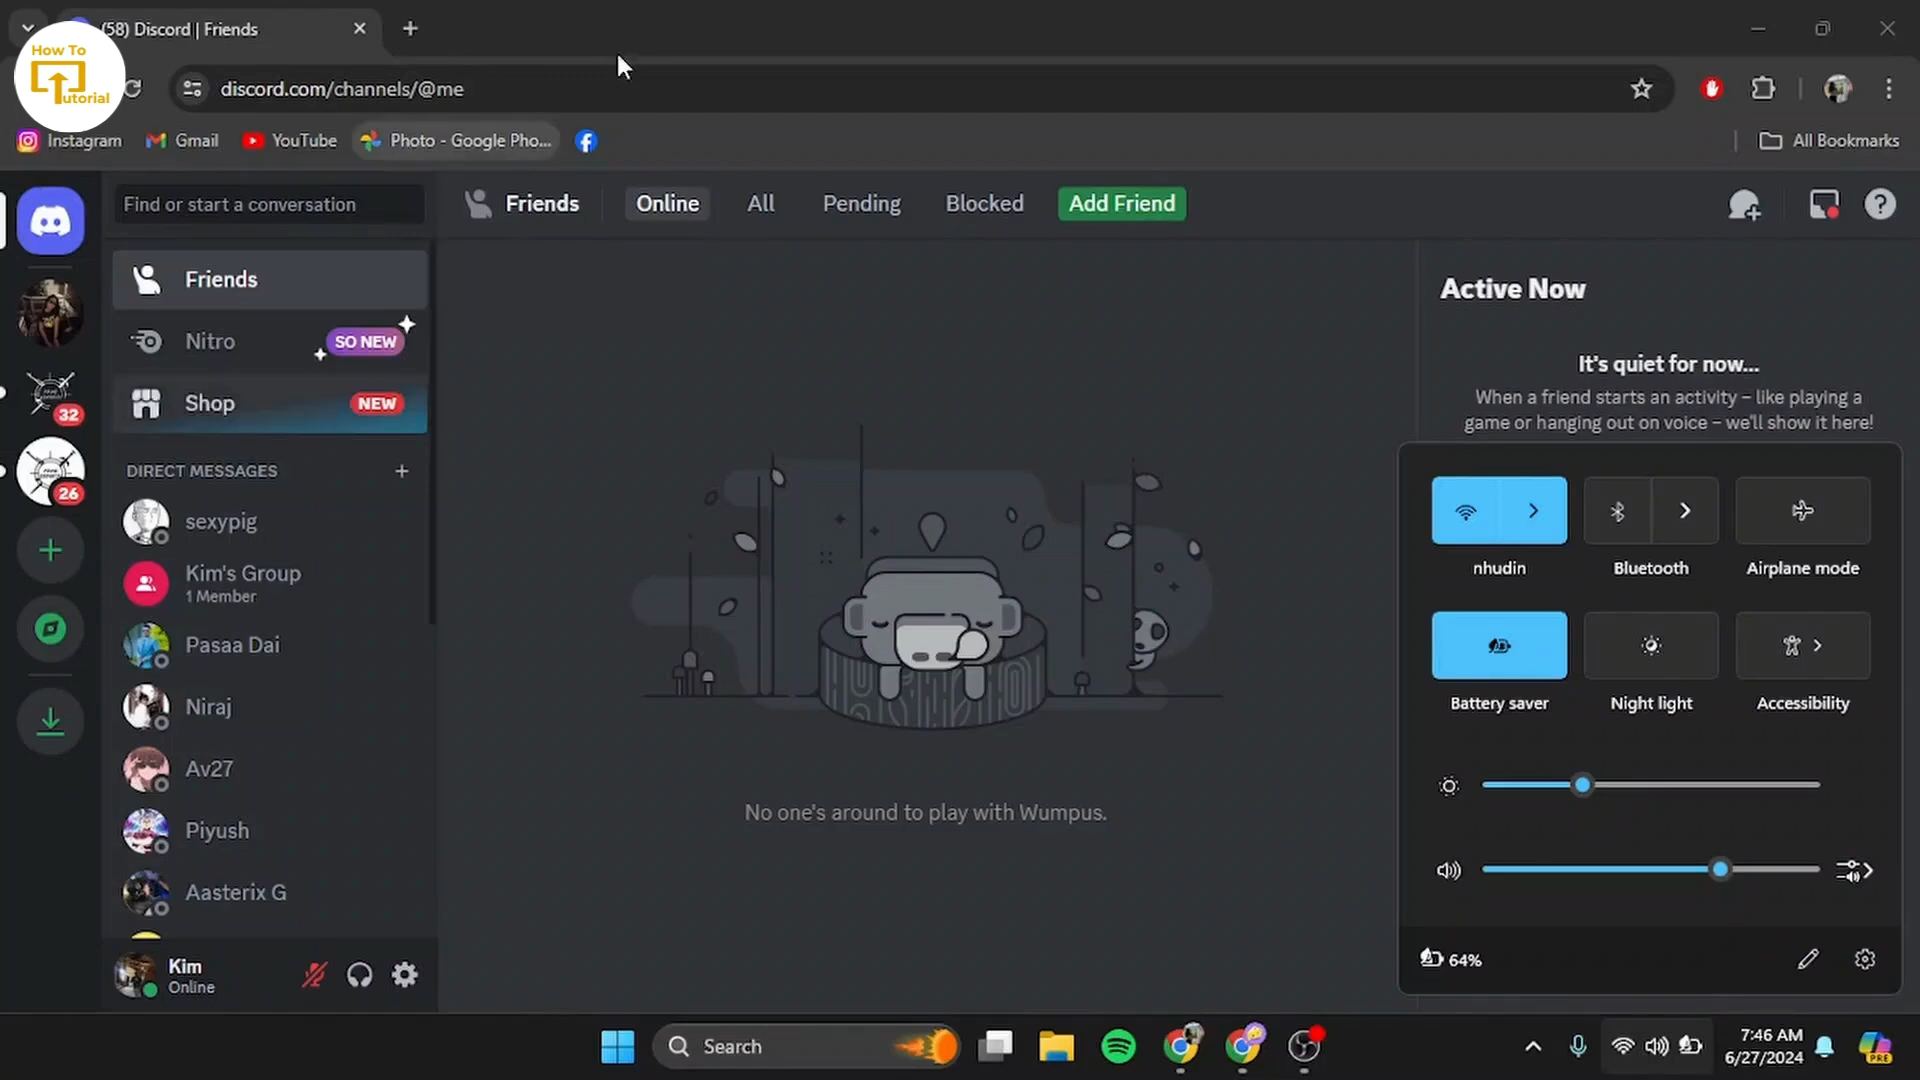 (58) Discord | Friends
How To
Tutorial
discord.com/channels/@me
Instagram
Gmail
YouTube
Photo - Google Pho...
All Bookmarks
Find or start a conversation
Friends
Online
All
Pending
Blocked
Add Friend
Friends
Nitro
SO NEW
Shop
NEW
32
26
DIRECT MESSAGES
sexypig
Kim's Group
1 Member
Pasaa Dai
Niraj
Av27
Piyush
Aasterix G
Kim
Online
No one's around to play with Wumpus.
Active Now
It's quiet for now...
When a friend starts an activity – like playing a
game or hanging out on voice – we'll show it here!
nhudin
Bluetooth
Airplane mode
Battery saver
Night light
Accessibility
64%
Search
7:46 AM
6/27/2024
PRE